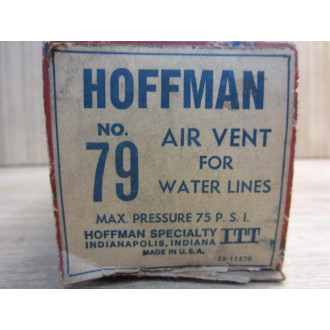 HOFFMAN
NO. 79
AIR VENT
FOR
WATER LINES
MAX. PRESSURE 75 P. S. I.
HOFFMAN SPECIALTY ITT
INDIANAPOLIS, INDIANA
MADE IN U.S.A.